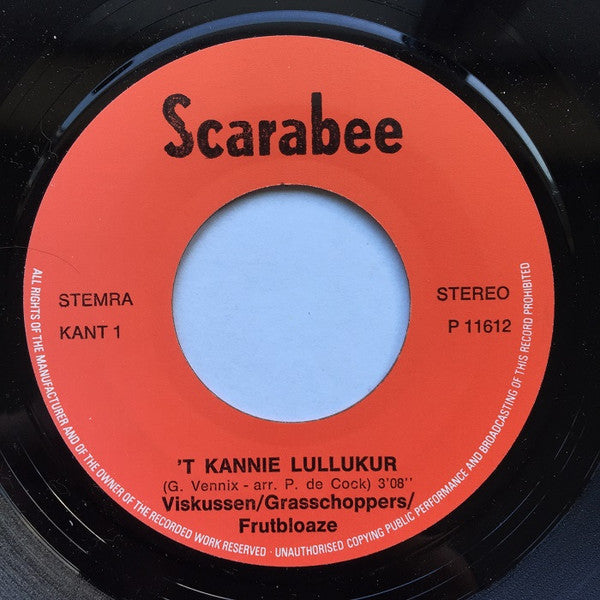 Scarabee
STEMRA
KANT 1
STEREO
P 11612
'T KANNIE LULLUKUR
(G. Vennix - arr. P. de Cock) 3'08''
Viskussen/Grasschoppers/
Frutbloaze
ALL RIGHTS OF THE MANUFACTURER AND OF THE OWNER OF THE RECORDED WORK RESERVED · UNAUTHORISED COPYING PUBLIC PERFORMANCE AND BROADCASTING OF THIS RECORD PROHIBITED